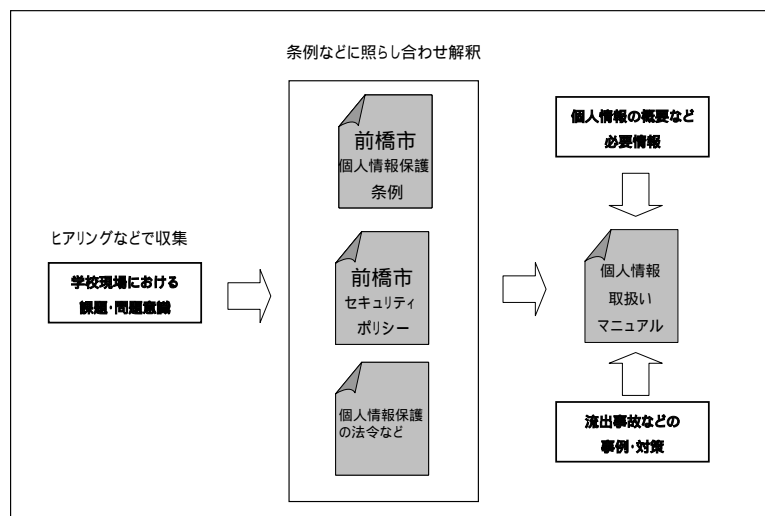 条例などに照らし合わせ解釈
前橋市
個人情報保護
条例
個人情報の概要など
必要情報
ヒアリングなどで収集
学校現場における
課題・問題意識
前橋市
セキュリティ
ポリシー
個人情報
取扱い
マニュアル
個人情報保護
の法令など
流出事故などの
事例・対策